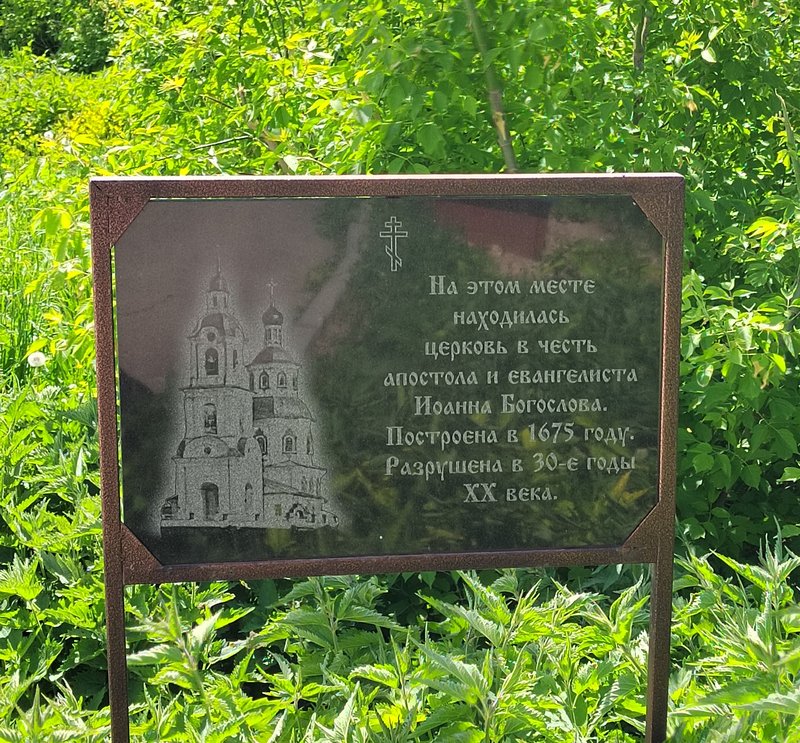 На этом месте
находилась
церковь в честь
апостола и евангелиста
Иоанна Богослова.
Построена в 1675 году.
Разрушена в 30-е годы
XX века.